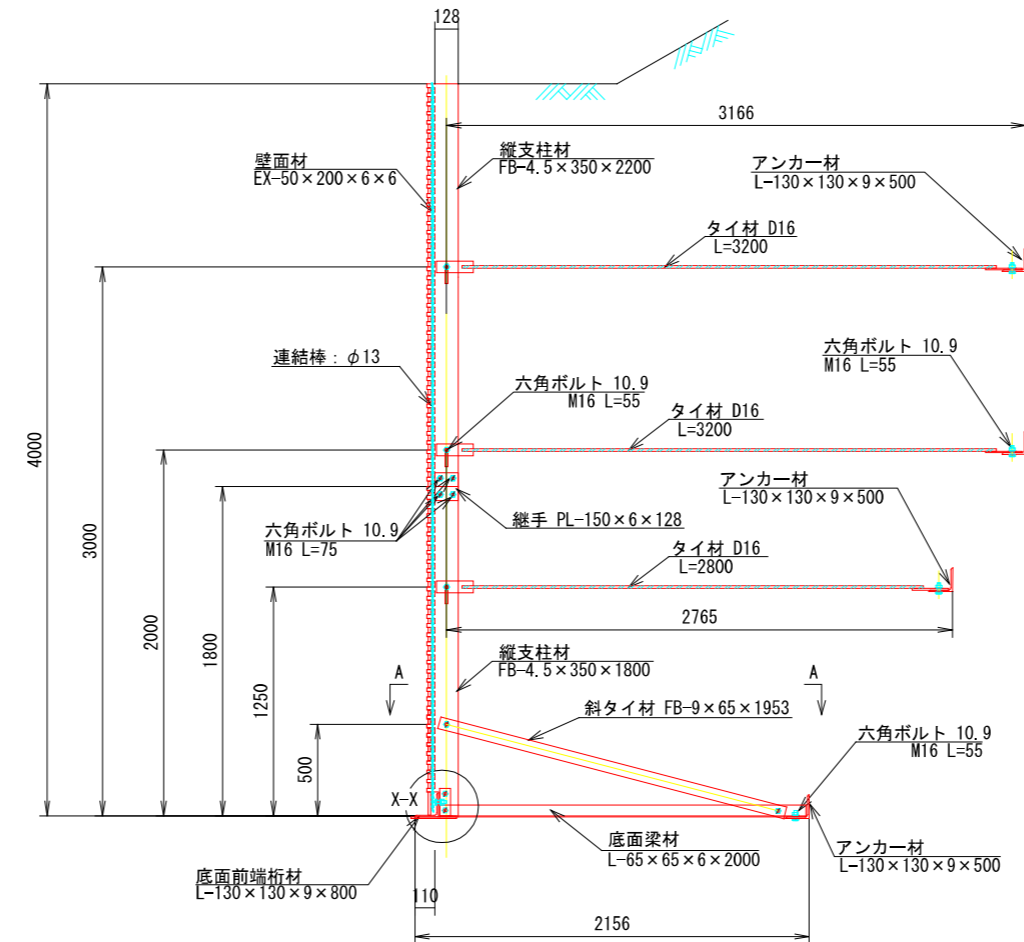 128
3166
壁面材
EX-50×200×6×6
縦支柱材
FB-4.5×350×2200
アンカー材
L-130×130×9×500
タイ材 D16
L=3200
連結棒：φ13
六角ボルト 10.9
M16 L=55
六角ボルト 10.9
M16 L=55
タイ材 D16
L=3200
4000
3000
2000
1800
1250
500
アンカー材
L-130×130×9×500
六角ボルト 10.9
M16 L=75
継手 PL-150×6×128
タイ材 D16
L=2800
2765
縦支柱材
FB-4.5×350×1800
A
A
斜タイ材 FB-9×65×1953
六角ボルト 10.9
M16 L=55
X-X
底面梁材
L-65×65×6×2000
アンカー材
L-130×130×9×500
底面前端桁材
L-130×130×9×800
110
2156